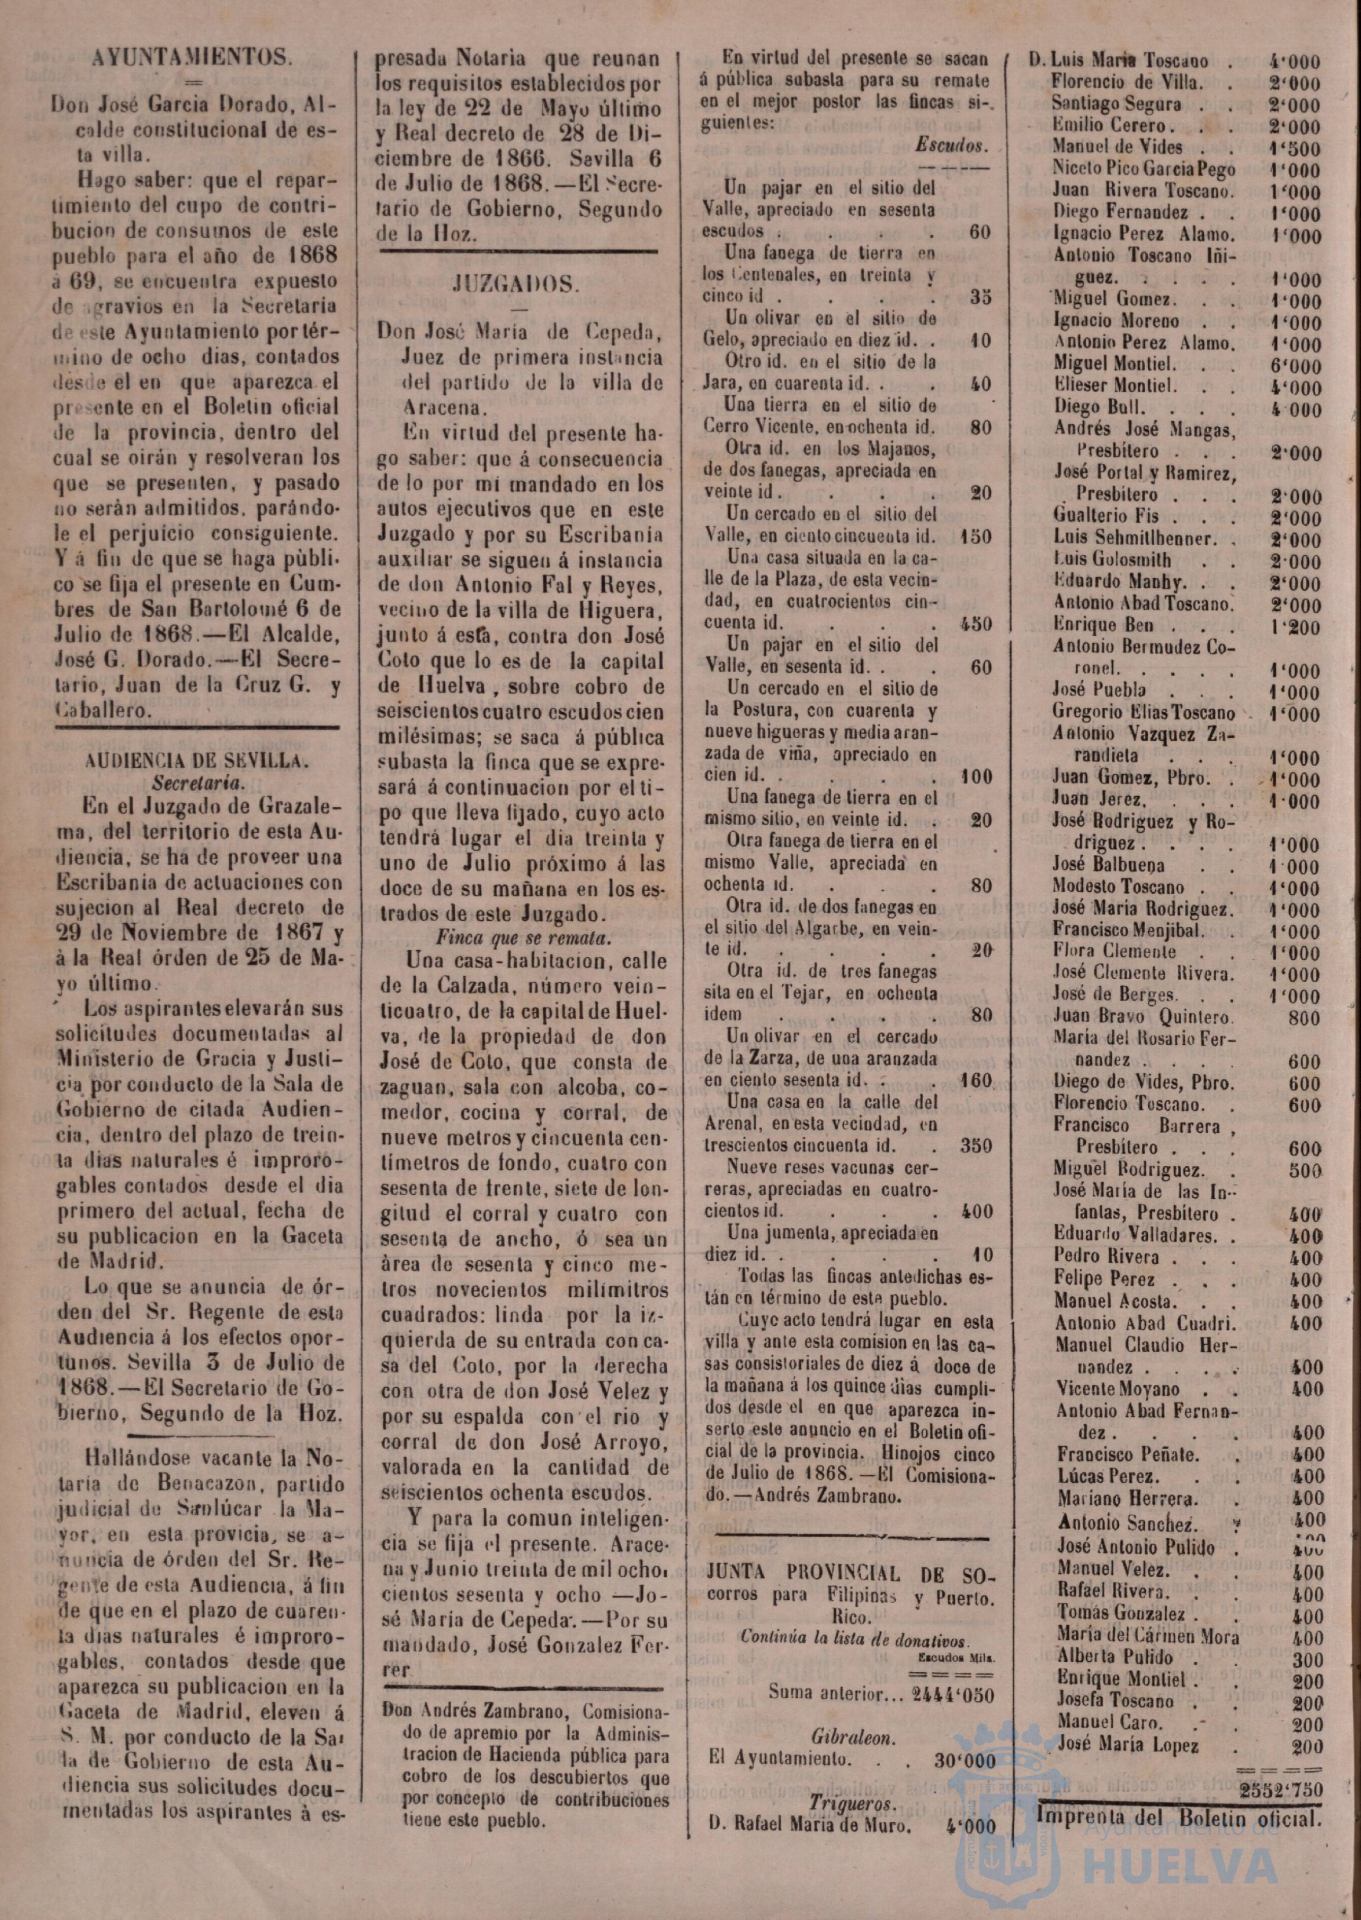 AYUNTAMIENTOS.
Don José Garcia Dorado, Al-
calde constitucional de es-
ta villa.
Hago saber: que el repar-
timiento del cupo de contri-
bucion de consumos de este
pueblo para el año de 1868
à 69, se encuentra expuesto
de agravios en la Secretaría
de este Ayuntamiento por tér-
mino de ocho dias, contados
desde el en que aparezca el
presente en el Boletin oficial
de la provincia, dentro del
cual se oirán y resolveran los
que se presenten, y pasado
no seràn admitidos, parándo-
le el perjuicio consiguiente.
Y á fin de que se haga pùbli-
co se fija el presente en Cum-
bres de San Bartolomé 6 de
Julio de 1868.—El Alcalde,
José G. Dorado.—El Secre-
tario, Juan de la Cruz G. y
Caballero.
AUDIENCIA DE SEVILLA.
Secretaría.
En el Juzgado de Grazale-
ma, del territorio de esta Au-
diencia, se ha de proveer una
Escribanía de actuaciones con
sujecion al Real decreto de
29 de Noviembre de 1867 y
à la Real órden de 25 de Ma-
yo último.
Los aspirantes elevarán sus
solicitudes documentadas al
Ministerio de Gracia y Justi-
cia por conducto de la Sala de
Gobierno de citada Audien-
cia, dentro del plazo de trein-
ta dias naturales é improro-
gables contados desde el dia
primero del actual, fecha de
su publicacion en la Gaceta
de Madrid.
Lo que se anuncia de ór-
den del Sr. Regente de esta
Audiencia á los efectos opor-
tunos. Sevilla 3 de Julio de
1868.—El Secretario de Go-
bierno, Segundo de la Hoz.
Hallándose vacante la No-
taría de Benacazon, partido
judicial de Sanlúcar la Ma-
yor, en esta provicia, se a-
nuncia de órden del Sr. Re-
gente de esta Audiencia, á fin
de que en el plazo de cuaren-
ta dias naturales é improro-
gables, contados desde que
aparezca su publicacion en la
Gaceta de Madrid, eleven á
S. M. por conducto de la Sa-
la de Gobierno de esta Au-
diencia sus solicitudes docu-
mentadas los aspirantes à es-
presada Notaria que reunan
los requisitos establecidos por
la ley de 22 de Mayo último
y Real decreto de 28 de Di-
ciembre de 1866. Sevilla 6
de Julio de 1868.—El Secre-
tario de Gobierno, Segundo
de la Hoz.
JUZGADOS.
Don José María de Cepeda,
Juez de primera instancia
del partido de la villa de
Aracena.
En virtud del presente ha-
go saber: que á consecuencia
de lo por mí mandado en los
autos ejecutivos que en este
Juzgado y por su Escribanía
auxiliar se siguen á instancia
de don Antonio Fal y Reyes,
vecino de la villa de Higuera,
junto á esta, contra don José
Coto que lo es de la capital
de Huelva, sobre cobro de
seiscientos cuatro escudos cien
milésimas; se saca á pública
subasta la finca que se expre-
sará á continuacion por el ti-
po que lleva fijado, cuyo acto
tendrá lugar el dia treinta y
uno de Julio próximo á las
doce de su mañana en los es-
trados de este Juzgado.
Finca que se remata.
Una casa-habitacion, calle
de la Calzada, número vein-
ticuatro, de la capital de Huel-
va, de la propiedad de don
José de Coto, que consta de
zaguan, sala con alcoba, co-
medor, cocina y corral, de
nueve metros y cincuenta cen-
tímetros de fondo, cuatro con
sesenta de frente, siete de lon-
gitud el corral y cuatro con
sesenta de ancho, ó sea un
àrea de sesenta y cinco me-
tros novecientos milímitros
cuadrados: linda por la iz-
quierda de su entrada con ca-
sa del Coto, por la derecha
con otra de don José Velez y
por su espalda con el rio y
corral de don José Arroyo,
valorada en la cantidad de
seiscientos ochenta escudos.
Y para la comun inteligen-
cia se fija el presente. Arace-
na y Junio treinta de mil ocho-
cientos sesenta y ocho —Jo-
sé María de Cepeda.—Por su
mandado, José Gonzalez Fer-
rer
Don Andrés Zambrano, Comisiona-
do de apremio por la Adminis-
tracion de Hacienda pública para
cobro de los descubiertos que
por concepto de contribuciones
tiene este pueblo.
En virtud del presente se sacan
á pública subasta para su remate
en el mejor postor las fincas si-
guientes:
Escudos.
Un pajar en el sitio del
Valle, apreciado en sesenta
escudos . . . . 60
Una fanega de tierra en
los Centenales, en treinta y
cinco id . . . . 35
Un olivar en el sitio de
Gelo, apreciado en diez id. . 10
Otro id. en el sitio de la
Jara, en cuarenta id. . . 40
Una tierra en el sitio de
Cerro Vicente, en ochenta id. 80
Otra id. en los Majanos,
de dos fanegas, apreciada en
veinte id. . . . . 20
Un cercado en el sitio del
Valle, en ciento cincuenta id. 150
Una casa situada en la ca-
lle de la Plaza, de esta vecin-
dad, en cuatrocientos cin-
cuenta id. . . . . 450
Un pajar en el sitio del
Valle, en sesenta id. . . 60
Un cercado en el sitio de
la Postura, con cuarenta y
nueve higueras y media aran-
zada de viña, apreciado en
cien id. . . . . . 100
Una fanega de tierra en el
mismo sitio, en veinte id. . 20
Otra fanega de tierra en el
mismo Valle, apreciada en
ochenta id. . . . 80
Otra id. de dos fanegas en
el sitio del Algarbe, en vein-
te id. . . . . . 20
Otra id. de tres fanegas
sita en el Tejar, en ochenta
idem . . . . 80
Un olivar en el cercado
de la Zarza, de una aranzada
en ciento sesenta id. . . 160
Una casa en la calle del
Arenal, en esta vecindad, en
trescientos cincuenta id. . 350
Nueve reses vacunas cer-
reras, apreciadas en cuatro-
cientos id. . . . . 400
Una jumenta, apreciada en
diez id. . . . . . 10
Todas las fincas antedichas es-
tán en término de este pueblo.
Cuyo acto tendrá lugar en esta
villa y ante esta comision en las ca-
sas consistoriales de diez á doce de
la mañana á los quince dias cumpli-
dos desde el en que aparezca in-
serto este anuncio en el Boletin ofi-
cial de la provincia. Hinojos cinco
de Julio de 1868.—El Comisiona-
do.—Andrés Zambrano.
JUNTA PROVINCIAL DE SO-
corros para Filipinas y Puerto.
Rico.
Continúa la lista de donativos.
Escudos Mils.
Suma anterior... 2444‘050
Gibraleon.
El Ayuntamiento. . . 30‘000
Trigueros.
D. Rafael Maria de Muro. 4‘000
D. Luis Maria Toscano . 4‘000
Florencio de Villa. . 2‘000
Santiago Segura . . 2‘000
Emilio Cerero. . . 2‘000
Manuel de Vides . . 1‘500
Niceto Pico Garcia Pego 1‘000
Juan Rivera Toscano. 1‘000
Diego Fernandez . . 1‘000
Ignacio Perez Alamo. 1‘000
Antonio Toscano Iñi-
guez. . . . . 1‘000
Miguel Gomez. . . 1‘000
Ignacio Moreno . . 1‘000
Antonio Perez Alamo. 1‘000
Miguel Montiel. . . 6‘000
Elieser Montiel. . . 4‘000
Diego Bull. . . . 4 000
Andrés José Mangas,
Presbítero . . . 2‘000
José Portal y Ramirez,
Presbítero . . . 2‘000
Gualterio Fis . . . 2‘000
Luis Sehmitlhenner. . 2‘000
Luis Golosmith . . 2‘000
Eduardo Manhy. . . 2‘000
Antonio Abad Toscano. 2‘000
Enrique Ben . . . 1‘200
Antonio Bermudez Co-
ronel. . . . . 1‘000
José Puebla . . . 1‘000
Gregorio Elias Toscano . 1‘000
Antonio Vazquez Za-
randieta . . . 1‘000
Juan Gomez, Pbro. . 1‘000
Juan Jerez, . . . 1‘000
José Rodriguez y Ro-
driguez . . . . 1‘000
José Balbuena . . 1 000
Modesto Toscano . . 1‘000
José Maria Rodriguez. 1‘000
Francisco Menjibal. . 1‘000
Flora Clemente . . 1‘000
José Clemente Rivera. 1‘000
José de Berges. . . 1‘000
Juan Bravo Quintero. 800
María del Rosario Fer-
nandez . . . . 600
Diego de Vides, Pbro. 600
Florencio Toscano. . 600
Francisco Barrera,
Presbítero . . . 600
Miguel Rodriguez. . 500
José María de las In-
fantas, Presbítero . 400
Eduardo Valladares. . 400
Pedro Rivera . . . 400
Felipe Perez . . . 400
Manuel Acosta. . . 400
Antonio Abad Cuadri. 400
Manuel Claudio Her-
nandez . . . . 400
Vicente Moyano . . 400
Antonio Abad Fernan-
dez . . . . . 400
Francisco Peñate. . 400
Lúcas Perez. . . 400
Mariano Herrera. . 400
Antonio Sanchez. 400
José Antonio Pulido . 400
Manuel Velez. . . 400
Rafael Rivera. . . 400
Tomás Gonzalez . . 400
María del Cármen Mora 400
Alberta Pulido . . 300
Enrique Montiel . . 200
Josefa Toscano . . 200
Manuel Caro. . . 200
José María Lopez . 200
2552‘750
Imprenta del Boletin oficial.
Ayuntamiento de
HUELVA